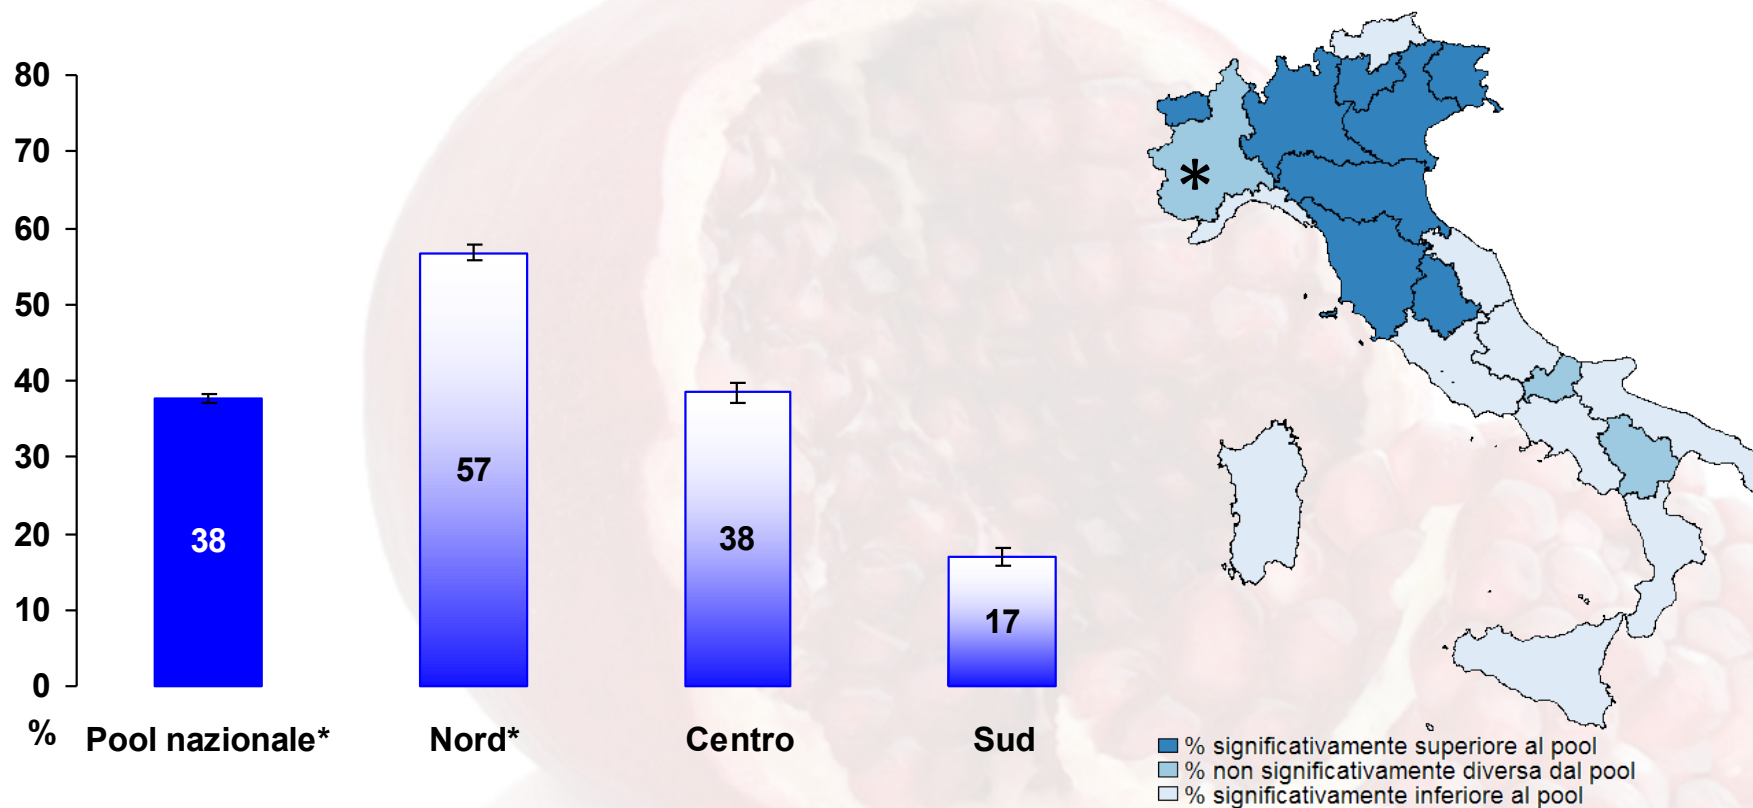 80
70
60
50
40
30
20
10
0
%
38
57
38
17
Pool nazionale*
Nord*
Centro
Sud
*
% significativamente superiore al pool
% non significativamente diversa dal pool
% significativamente inferiore al pool